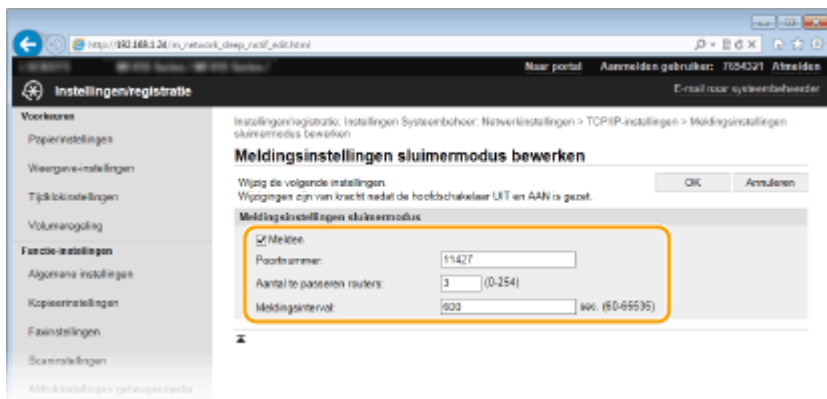 http://192.168.1.24/m_network_sleep_notif_edit.html
Naar portal Aanmelden gebruiker: 7654321 Afmelden
Instellingen/registratie
E-mail naar systeembeheerder
Voorkeuren
Papierinstellingen
Weergave-instellingen
Tijdklokinstellingen
Volumeregeling
Functie-instellingen
Algemene instellingen
Kopieerinstellingen
Faxinstellingen
Scaninstellingen
Afdrukinstellingen geheugenmedia
Instellingen/registratie: Instellingen Systeembeheer: Netwerkinstellingen > TCP/IP-instellingen > Meldingsinstellingen
sluimermodus bewerken
Meldingsinstellingen sluimermodus bewerken
Wijzig de volgende instellingen.
Wijzigingen zijn van kracht nadat de hoofdschakelaar UIT en AAN is gezet.
OK Annuleren
Meldingsinstellingen sluimermodus
Melden
Poortnummer: 11427
Aantal te passeren routers: 3 (0-254)
Meldingsinterval: 600 sec. (60-65535)